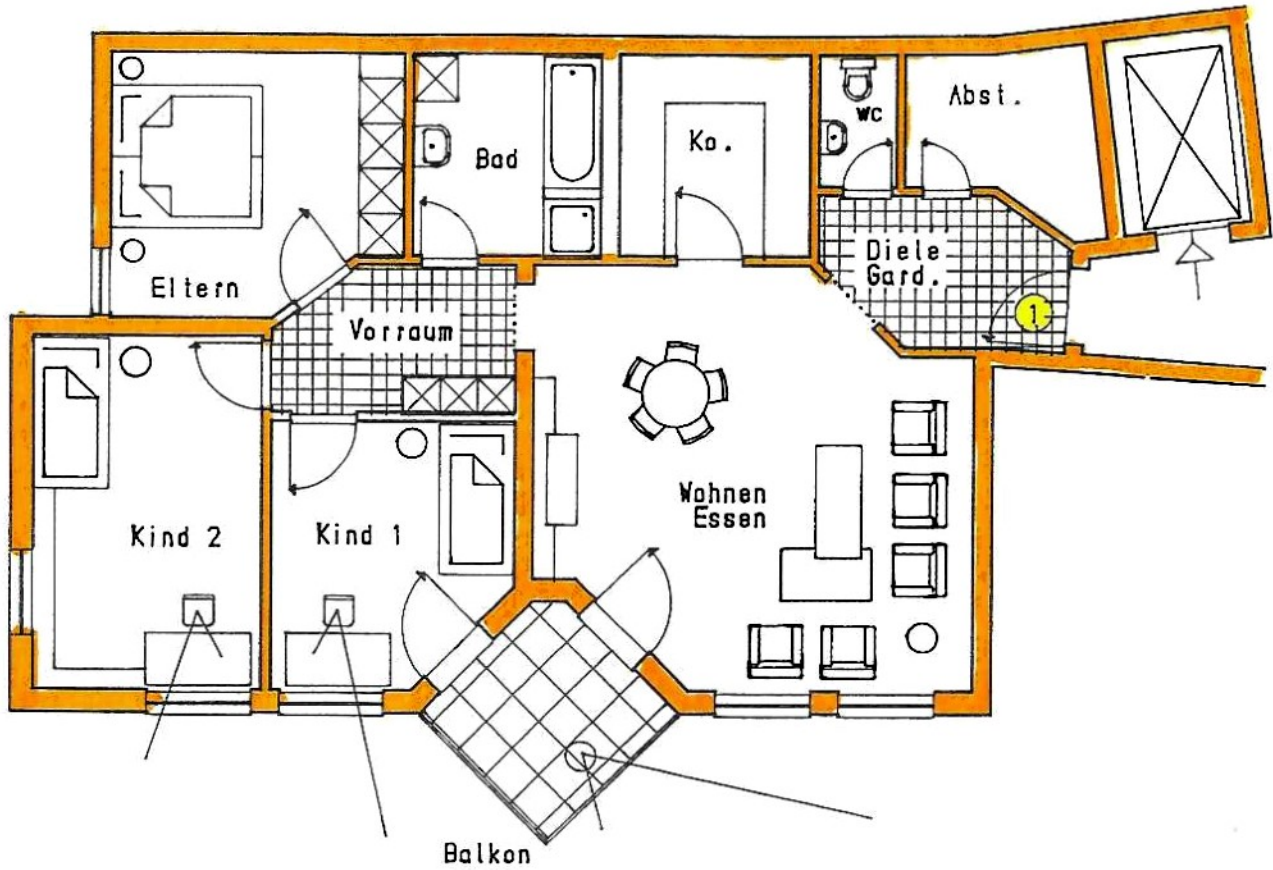 Abst.
WC
Ko.
Bad
Diele
Gard.
Eltern
1
Vorraum
Wohnen
Essen
Kind 2
Kind 1
Balkon